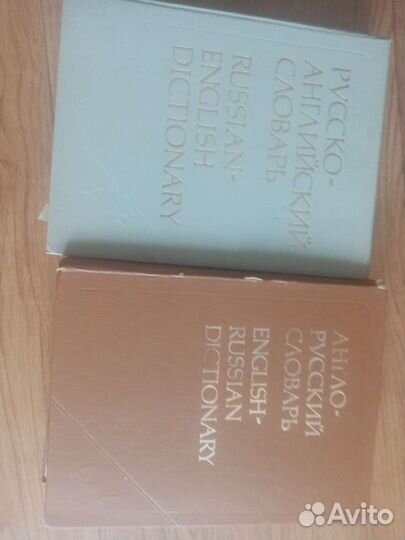 РУССКО-
АНГЛИЙСКИЙ
СЛОВАРЬ
RUSSIAN-
ENGLISH
DICTIONARY
АНГЛО-
РУССКИЙ
СЛОВАРЬ
ENGLISH-
RUSSIAN
DICTIONARY
Avito